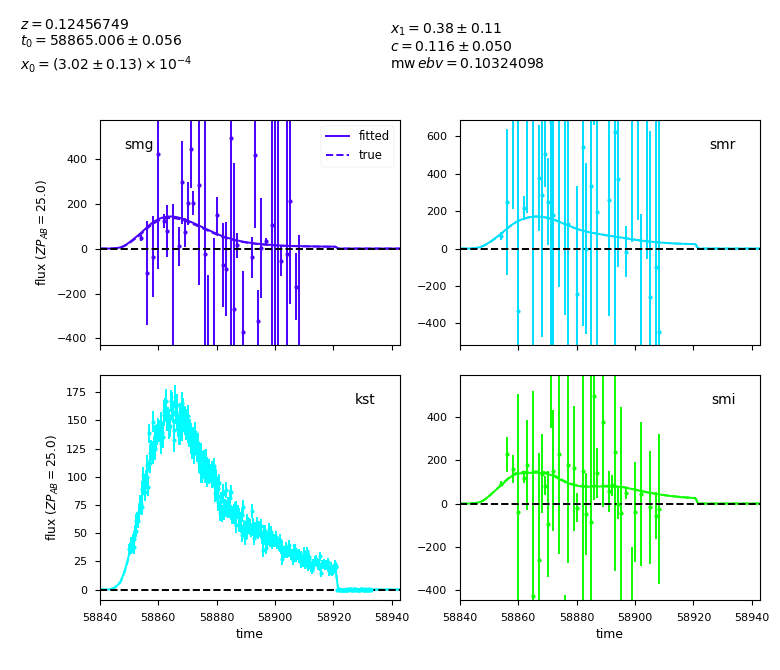 z = 0.12456749
t₀ = 58865.006 ± 0.056
x₀ = (3.02 ± 0.13) × 10⁻⁴
x₁ = 0.38 ± 0.11
c = 0.116 ± 0.050
mw ebv = 0.10324098
smg
fitted
true
400
200
0
−200
−400
flux (ZP_AB = 25.0)
smr
600
400
200
0
−200
−400
kst
175
150
125
100
75
50
25
0
flux (ZP_AB = 25.0)
58840 58860 58880 58900 58920 58940
time
smi
400
200
0
−200
−400
58840 58860 58880 58900 58920 58940
time